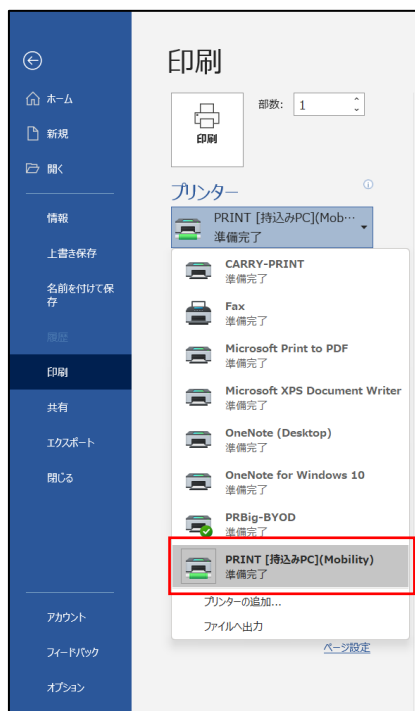 印刷
ホーム
新規
開く
情報
上書き保存
名前を付けて保
存
履歴
印刷
共有
エクスポート
閉じる
アカウント
フィードバック
オプション
印刷
部数: 1
プリンター
PRINT [持込みPC](Mob…
準備完了
CARRY-PRINT
準備完了
Fax
準備完了
Microsoft Print to PDF
準備完了
Microsoft XPS Document Writer
準備完了
OneNote (Desktop)
準備完了
OneNote for Windows 10
準備完了
PRBig-BYOD
準備完了
PRINT [持込みPC](Mobility)
準備完了
プリンターの追加...
ファイルへ出力
ページ設定